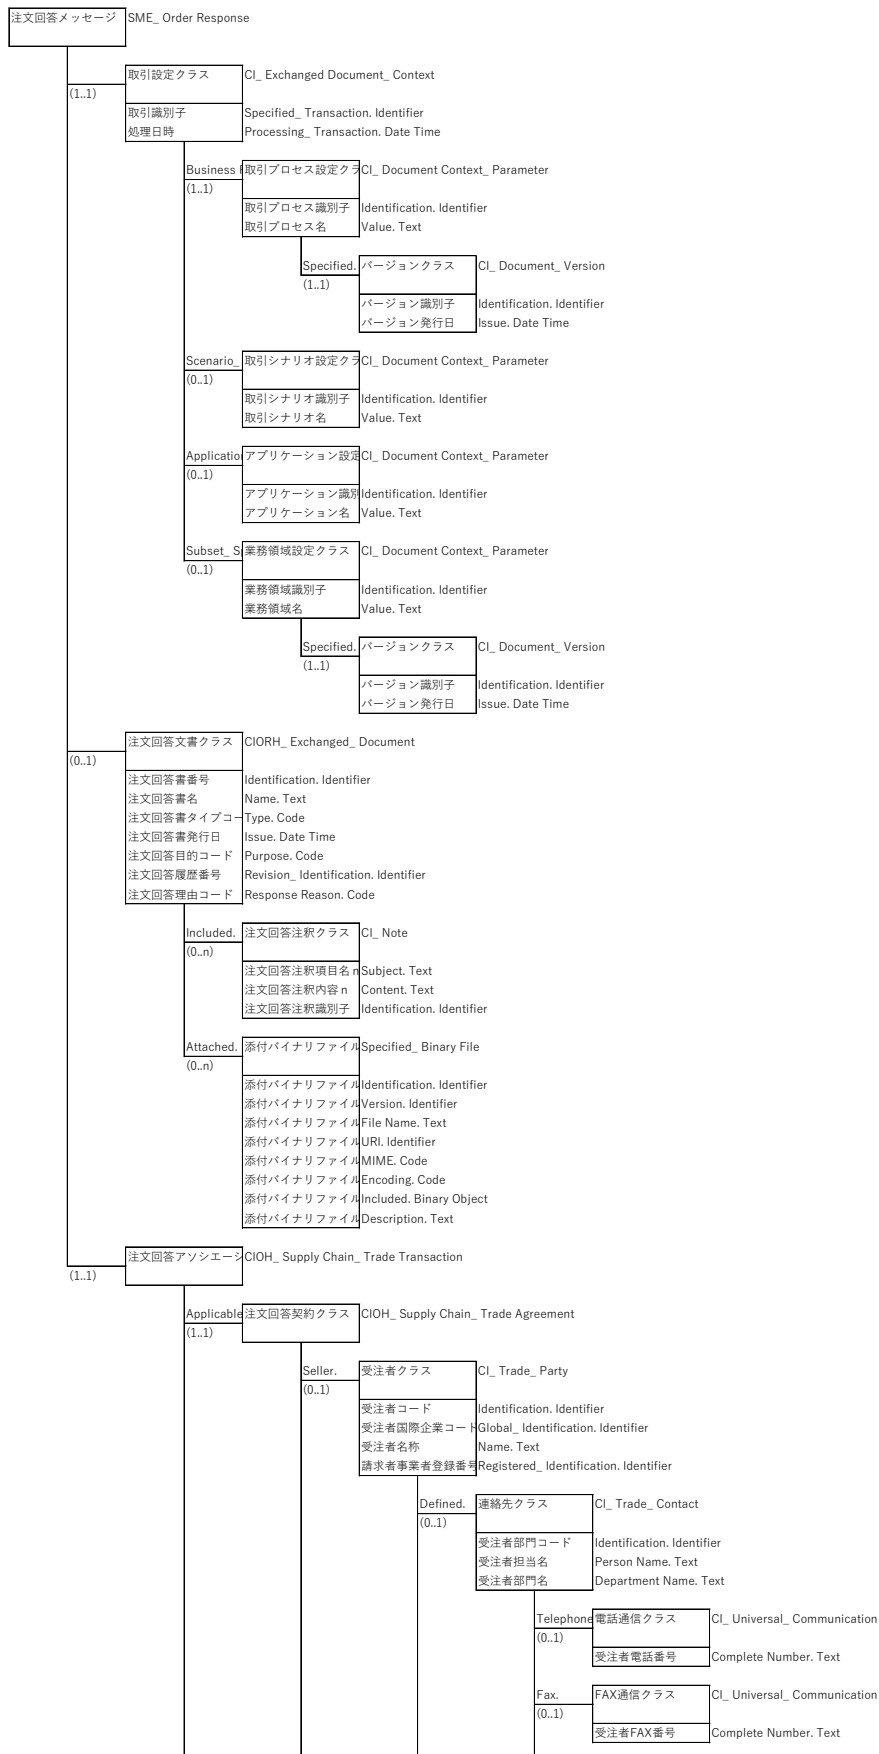 注文回答メッセージ SME_ Order Response
取引設定クラス CI_ Exchanged Document_ Context
(1..1)
取引識別子 Specified_ Transaction. Identifier
処理日時 Processing_ Transaction. Date Time
Business 取引プロセス設定クラ CI_ Document Context_ Parameter
(1..1)
取引プロセス識別子 Identification. Identifier
取引プロセス名 Value. Text
Specified. バージョンクラス CI_ Document_ Version
(1..1)
バージョン識別子 Identification. Identifier
バージョン発行日 Issue. Date Time
Scenario_ 取引シナリオ設定クラ CI_ Document Context_ Parameter
(0..1)
取引シナリオ識別子 Identification. Identifier
取引シナリオ名 Value. Text
Application アプリケーション設定 CI_ Document Context_ Parameter
(0..1)
アプリケーション識別 Identification. Identifier
アプリケーション名 Value. Text
Subset_ S 業務領域設定クラス CI_ Document Context_ Parameter
(0..1)
業務領域識別子 Identification. Identifier
業務領域名 Value. Text
Specified. バージョンクラス CI_ Document_ Version
(1..1)
バージョン識別子 Identification. Identifier
バージョン発行日 Issue. Date Time
注文回答文書クラス CIORH_ Exchanged_ Document
(0..1)
注文回答書番号 Identification. Identifier
注文回答書名 Name. Text
注文回答書タイプコー Type. Code
注文回答書発行日 Issue. Date Time
注文回答目的コード Purpose. Code
注文回答履歴番号 Revision_ Identification. Identifier
注文回答理由コード Response Reason. Code
Included. 注文回答注釈クラス CI_ Note
(0..n)
注文回答注釈項目名n Subject. Text
注文回答注釈内容n Content. Text
注文回答注釈識別子 Identification. Identifier
Attached. 添付バイナリファイル Specified_ Binary File
(0..n)
添付バイナリファイル Identification. Identifier
添付バイナリファイル Version. Identifier
添付バイナリファイル File Name. Text
添付バイナリファイル URI. Identifier
添付バイナリファイル MIME. Code
添付バイナリファイル Encoding. Code
添付バイナリファイル Included. Binary Object
添付バイナリファイル Description. Text
注文回答アソシエーシ CIOH_ Supply Chain_ Trade Transaction
(1..1)
Applicable 注文回答契約クラス CIOH_ Supply Chain_ Trade Agreement
(1..1)
Seller. 受注者クラス CI_ Trade_ Party
(0..1)
受注者コード Identification. Identifier
受注者国際企業コード Global_ Identification. Identifier
受注者名称 Name. Text
請求者事業者登録番号 Registered_ Identification. Identifier
Defined. 連絡先クラス CI_ Trade_ Contact
(0..1)
受注者部門コード Identification. Identifier
受注者担当名 Person Name. Text
受注者部門名 Department Name. Text
Telephone 電話通信クラス CI_ Universal_ Communication
(0..1)
受注者電話番号 Complete Number. Text
Fax. FAX通信クラス CI_ Universal_ Communication
(0..1)
受注者FAX番号 Complete Number. Text